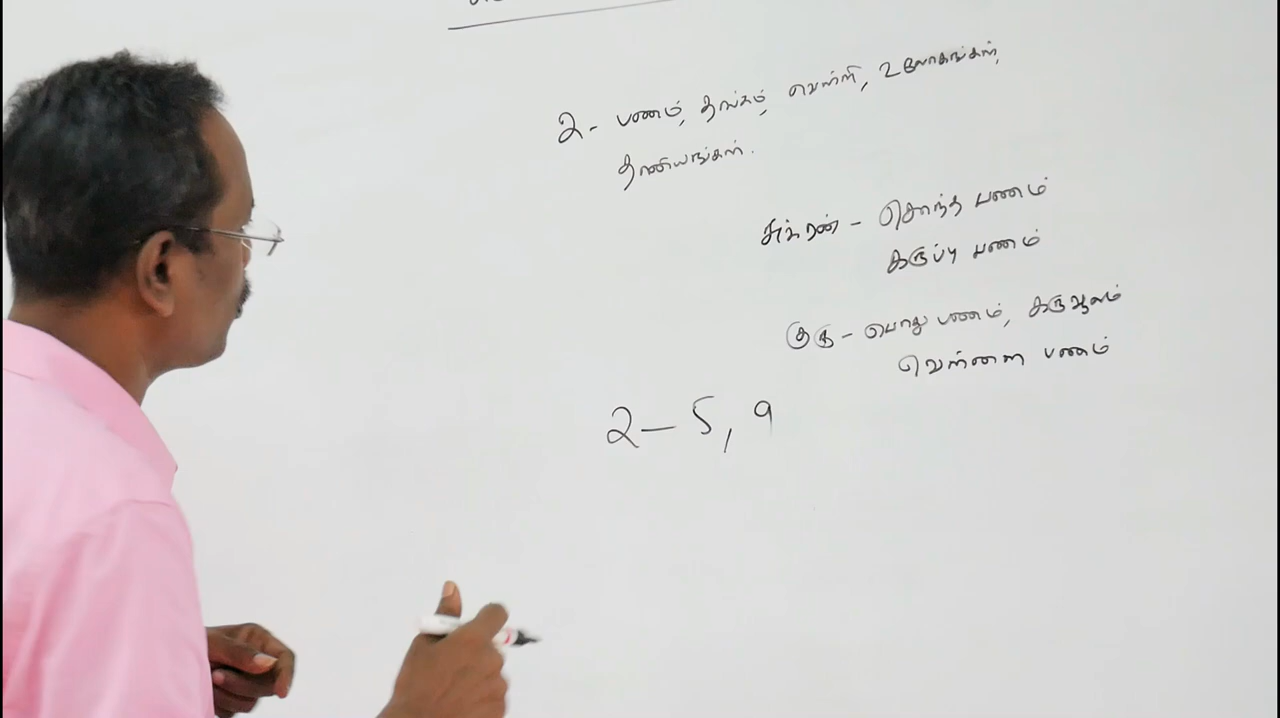 2 - பணம், தங்கம், வெள்ளி, உலோகங்கள்,
தானியங்கள்.
சுக்ரன் - சொந்த பணம்
கருப்பு பணம்
குரு - பொது பணம், கருவூலம்
வெள்ளை பணம்
2 - 5, 9